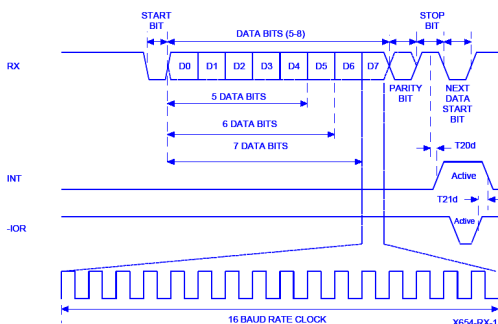 START
BIT
DATA BITS (5-8)
STOP
BIT
RX
D0 D1 D2 D3 D4 D5 D6 D7
PARITY
BIT
NEXT
DATA
START
BIT
5 DATA BITS
6 DATA BITS
7 DATA BITS
T20d
INT
Active
T21d
-IOR
Active
16 BAUD RATE CLOCK
X654-RX-1